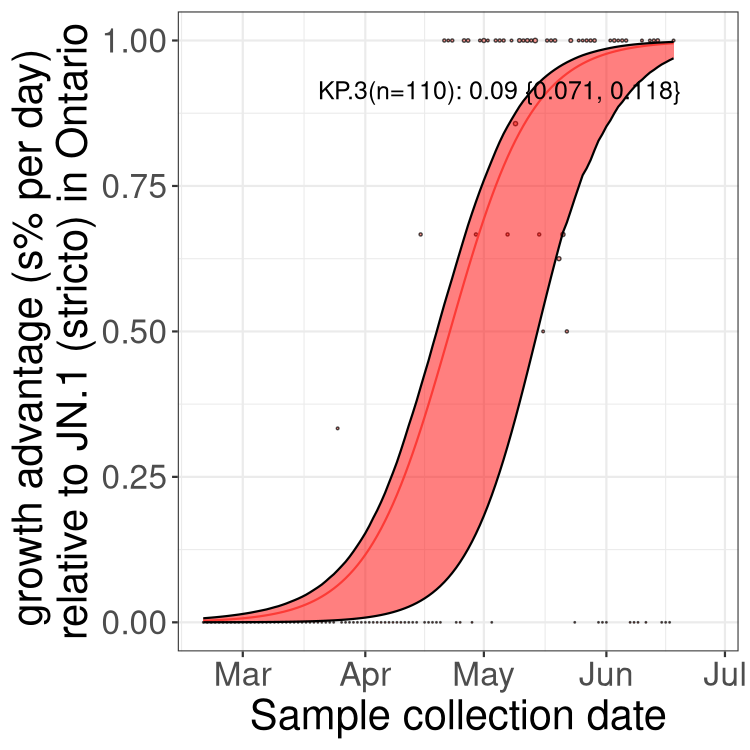 growth advantage (s% per day)
relative to JN.1 (stricto) in Ontario
1.00
0.75
0.50
0.25
0.00
KP.3(n=110): 0.09 {0.071, 0.118}
Mar Apr May Jun Jul
Sample collection date